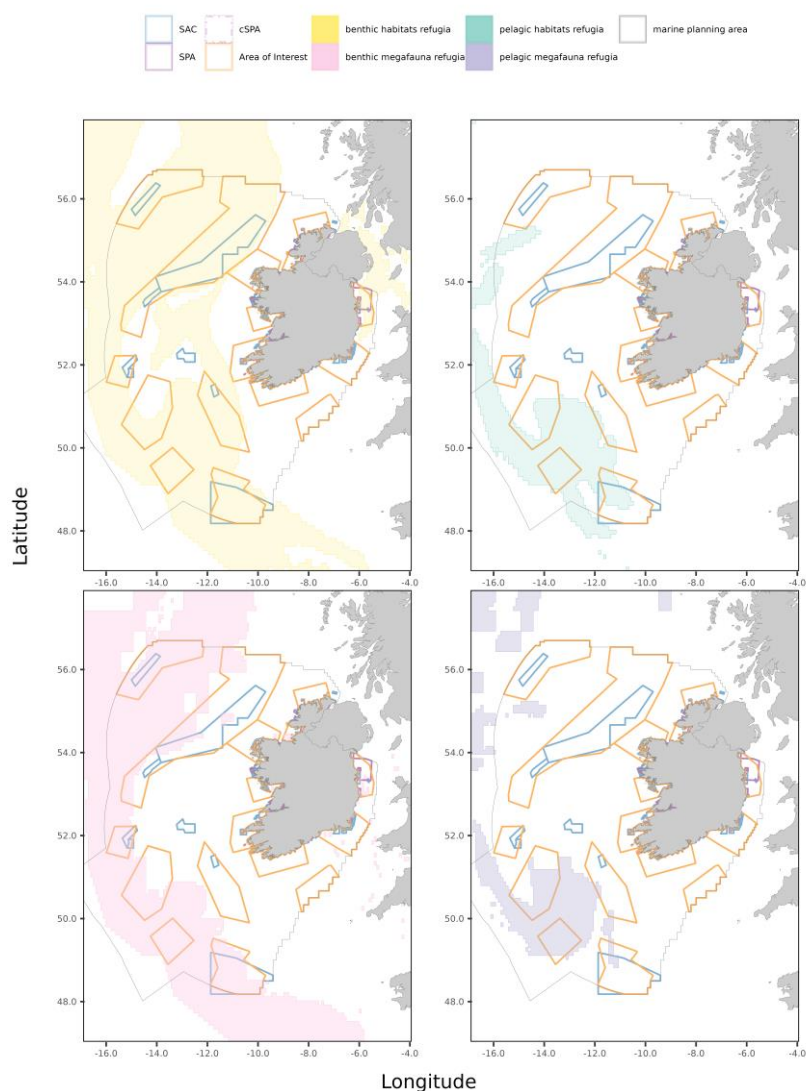 SAC cSPA benthic habitats refugia pelagic habitats refugia marine planning area
SPA Area of Interest benthic megafauna refugia pelagic megafauna refugia
56.0 56.0
54.0 54.0
52.0 52.0
50.0 50.0
48.0 48.0
-16.0 -14.0 -12.0 -10.0 -8.0 -6.0 -4.0 -16.0 -14.0 -12.0 -10.0 -8.0 -6.0 -4.0
Latitude
56.0 56.0
54.0 54.0
52.0 52.0
50.0 50.0
48.0 48.0
-16.0 -14.0 -12.0 -10.0 -8.0 -6.0 -4.0 -16.0 -14.0 -12.0 -10.0 -8.0 -6.0 -4.0
Longitude